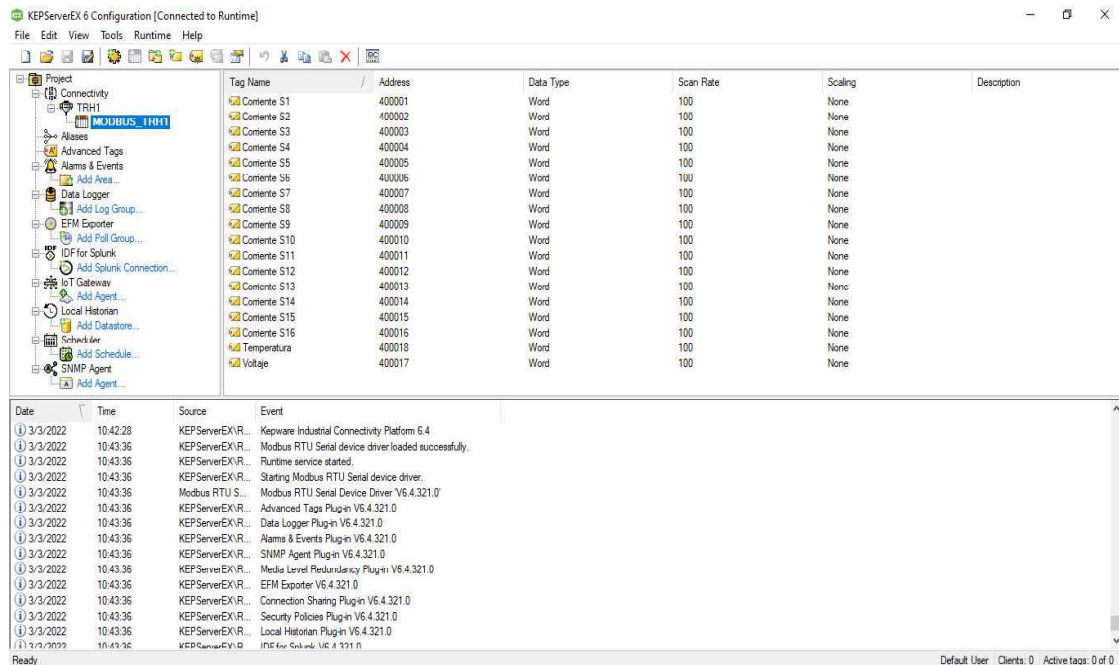 KEPServerEX 6 Configuration [Connected to Runtime]
File Edit View Tools Runtime Help
Project
Connectivity
TRH1
MODBUS_TRH1
Aliases
Advanced Tags
Alarms & Events
Add Area...
Data Logger
Add Log Group...
EFM Exporter
Add Poll Group...
IDF for Splunk
Add Splunk Connection...
IoT Gateway
Add Agent...
Local Historian
Add Datastore...
Scheduler
Add Schedule...
SNMP Agent
Add Agent...
Tag Name Address Data Type Scan Rate Scaling Description
Corriente S1 400001 Word 100 None
Corriente S2 400002 Word 100 None
Corriente S3 400003 Word 100 None
Corriente S4 400004 Word 100 None
Corriente S5 400005 Word 100 None
Corriente S6 400006 Word 100 None
Corriente S7 400007 Word 100 None
Corriente S8 400008 Word 100 None
Corriente S9 400009 Word 100 None
Corriente S10 400010 Word 100 None
Corriente S11 400011 Word 100 None
Corriente S12 400012 Word 100 None
Corriente S13 400013 Word 100 None
Corriente S14 400014 Word 100 None
Corriente S15 400015 Word 100 None
Corriente S16 400016 Word 100 None
Temperatura 400018 Word 100 None
Voltaje 400017 Word 100 None
Date Time Source Event
3/3/2022 10:42:28 KEPServerEX\R... Kepware Industrial Connectivity Platform 6.4
3/3/2022 10:43:36 KEPServerEX\R... Modbus RTU Serial device driver loaded successfully.
3/3/2022 10:43:36 KEPServerEX\R... Runtime service started.
3/3/2022 10:43:36 KEPServerEX\R... Starting Modbus RTU Serial device driver.
3/3/2022 10:43:36 Modbus RTU S... Modbus RTU Serial Device Driver 'V6.4.321.0'
3/3/2022 10:43:36 KEPServerEX\R... Advanced Tags Plug-in V6.4.321.0
3/3/2022 10:43:36 KEPServerEX\R... Data Logger Plug-in V6.4.321.0
3/3/2022 10:43:36 KEPServerEX\R... Alarms & Events Plug-in V6.4.321.0
3/3/2022 10:43:36 KEPServerEX\R... SNMP Agent Plug-in V6.4.321.0
3/3/2022 10:43:36 KEPServerEX\R... Media Level Redundancy Plug-in V6.4.321.0
3/3/2022 10:43:36 KEPServerEX\R... EFM Exporter V6.4.321.0
3/3/2022 10:43:36 KEPServerEX\R... Connection Sharing Plug-in V6.4.321.0
3/3/2022 10:43:36 KEPServerEX\R... Security Policies Plug-in V6.4.321.0
3/3/2022 10:43:36 KEPServerEX\R... Local Historian Plug-in V6.4.321.0
3/3/2022 10:43:36 KEPServerEX\R... IDF for Splunk V6.4.321.0
Ready Default User Clients: 0 Active tags: 0 of 0